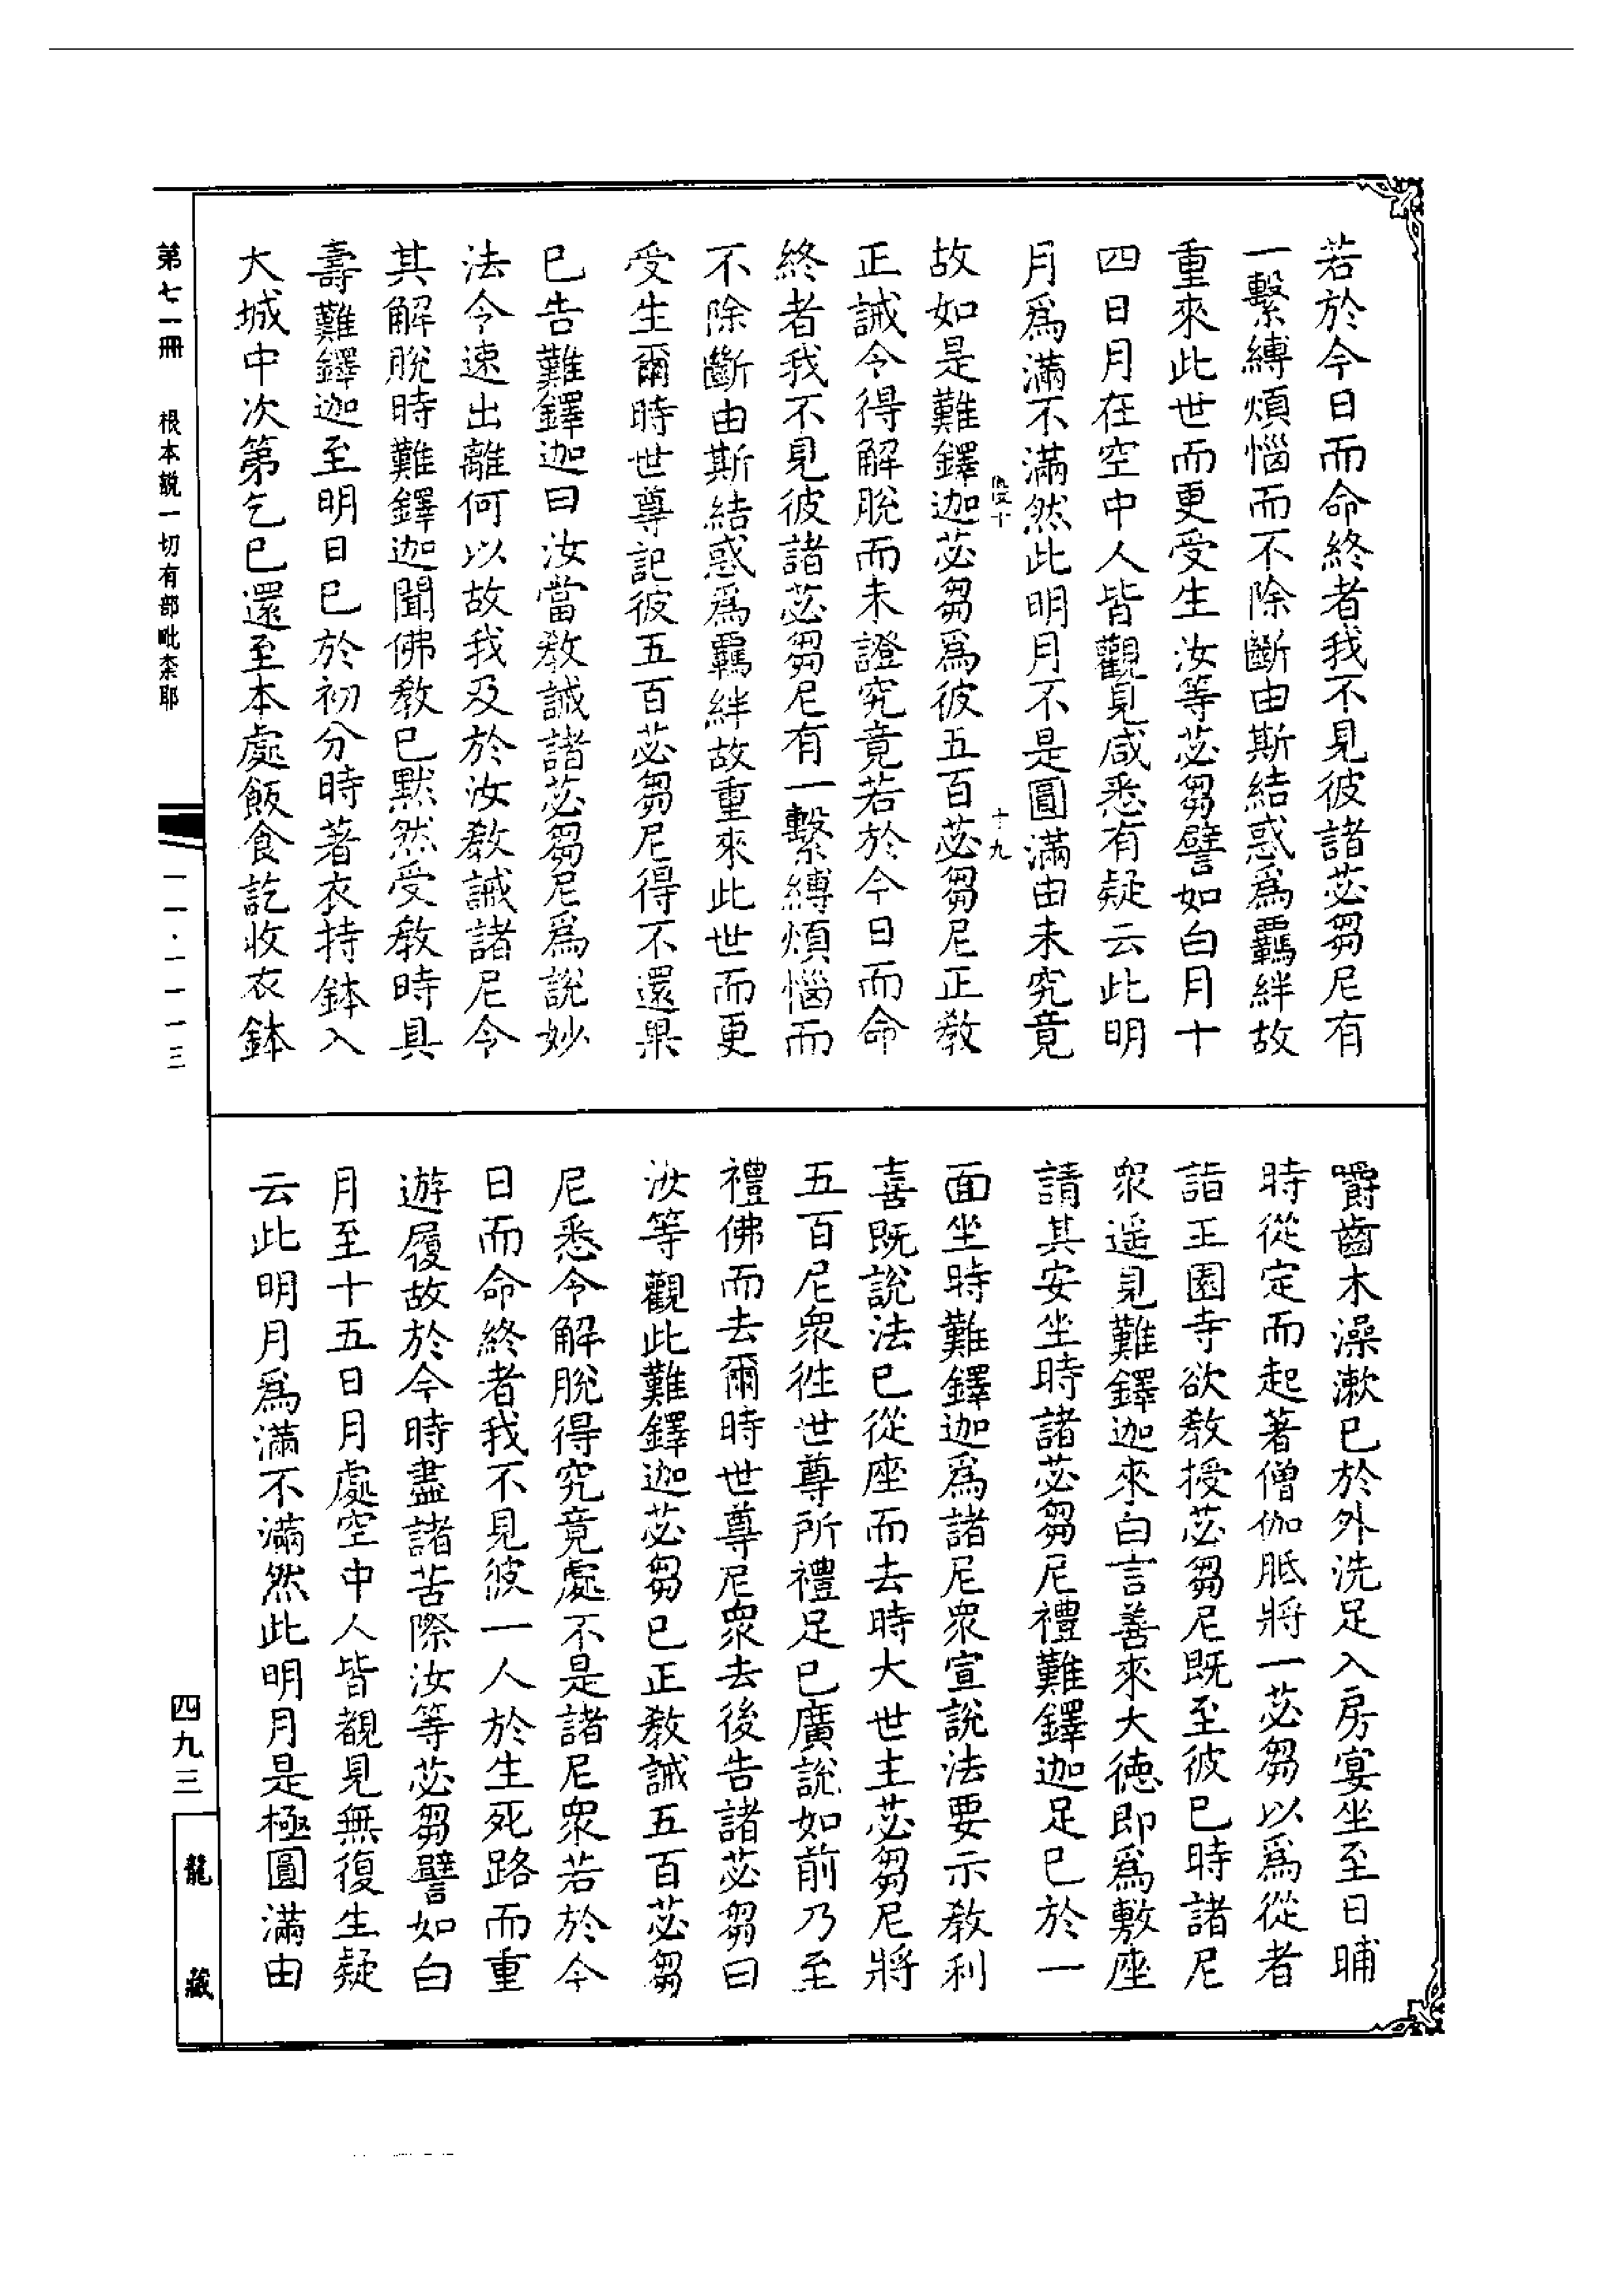 若於今日而命終者我不見彼諸苾芻尼有
一繫縛煩惱而不除斷由斯結惑爲羈絆故
重來此世而更受生汝等苾芻譬如白月十
四日月在空中人皆觀見咸悉有疑云此明
月爲滿不滿然此明月不是圓滿由未究竟
十九
故如是難鐸迦苾芻爲彼五百苾芻尼正教
正誡令得解脫而未證究竟若於今日而命
終者我不見彼諸苾芻尼有一繫縛煩惱而
不除斷由斯結惑爲羈絆故重來此世而更
受生爾時世尊記彼五百苾芻尼得不還果
已告難鐸迦曰汝當教誡諸苾芻尼爲說妙
法令速出離何以故我及於汝教誡諸尼令
其解脫時難鐸迦聞佛教已默然受教時具
壽難鐸迦至明日已於初分時著衣持鉢入
大城中次第乞已還至本處飯食訖收衣鉢
嚼齒木澡漱已於外洗足入房宴坐至日晡
時從定而起著僧伽胝將一苾芻以爲從者
詣王園寺欲教授苾芻尼既至彼已時諸尼
衆遥見難鐸迦來白言善來大德即爲敷座
請其安坐時諸苾芻尼禮難鐸迦足已於一
面坐時難鐸迦爲諸尼衆宣說法要示教利
喜既說法已從座而去時大世主苾芻尼將
五百尼衆徃世尊所禮足已廣說如前乃至
禮佛而去爾時世尊尼衆去後告諸苾芻曰
汝等觀此難鐸迦苾芻已正教誡五百苾芻
尼悉令解脫得究竟處不是諸尼衆若於今
日而命終者我不見彼一人於生死路而重
遊履故於今時盡諸苦際汝等苾芻譬如白
月至十五日月處空中人皆覩見無復生疑
云此明月爲滿不滿然此明月是極圓滿由
第七一冊 根本說一切有部毗柰耶
一一·一一一三
四九三
龍藏